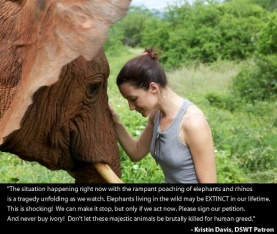 "The situation happening right now with the rampant poaching of elephants and rhinos
is a tragedy unfolding as we watch. Elephants living in the wild may be EXTINCT in our lifetime.
This is shocking! We can make it stop, but only if we act now. Please sign our petition.
And never buy ivory! Don't let these majestic animals be brutally killed for human greed."
- Kristin Davis, DSWT Patron